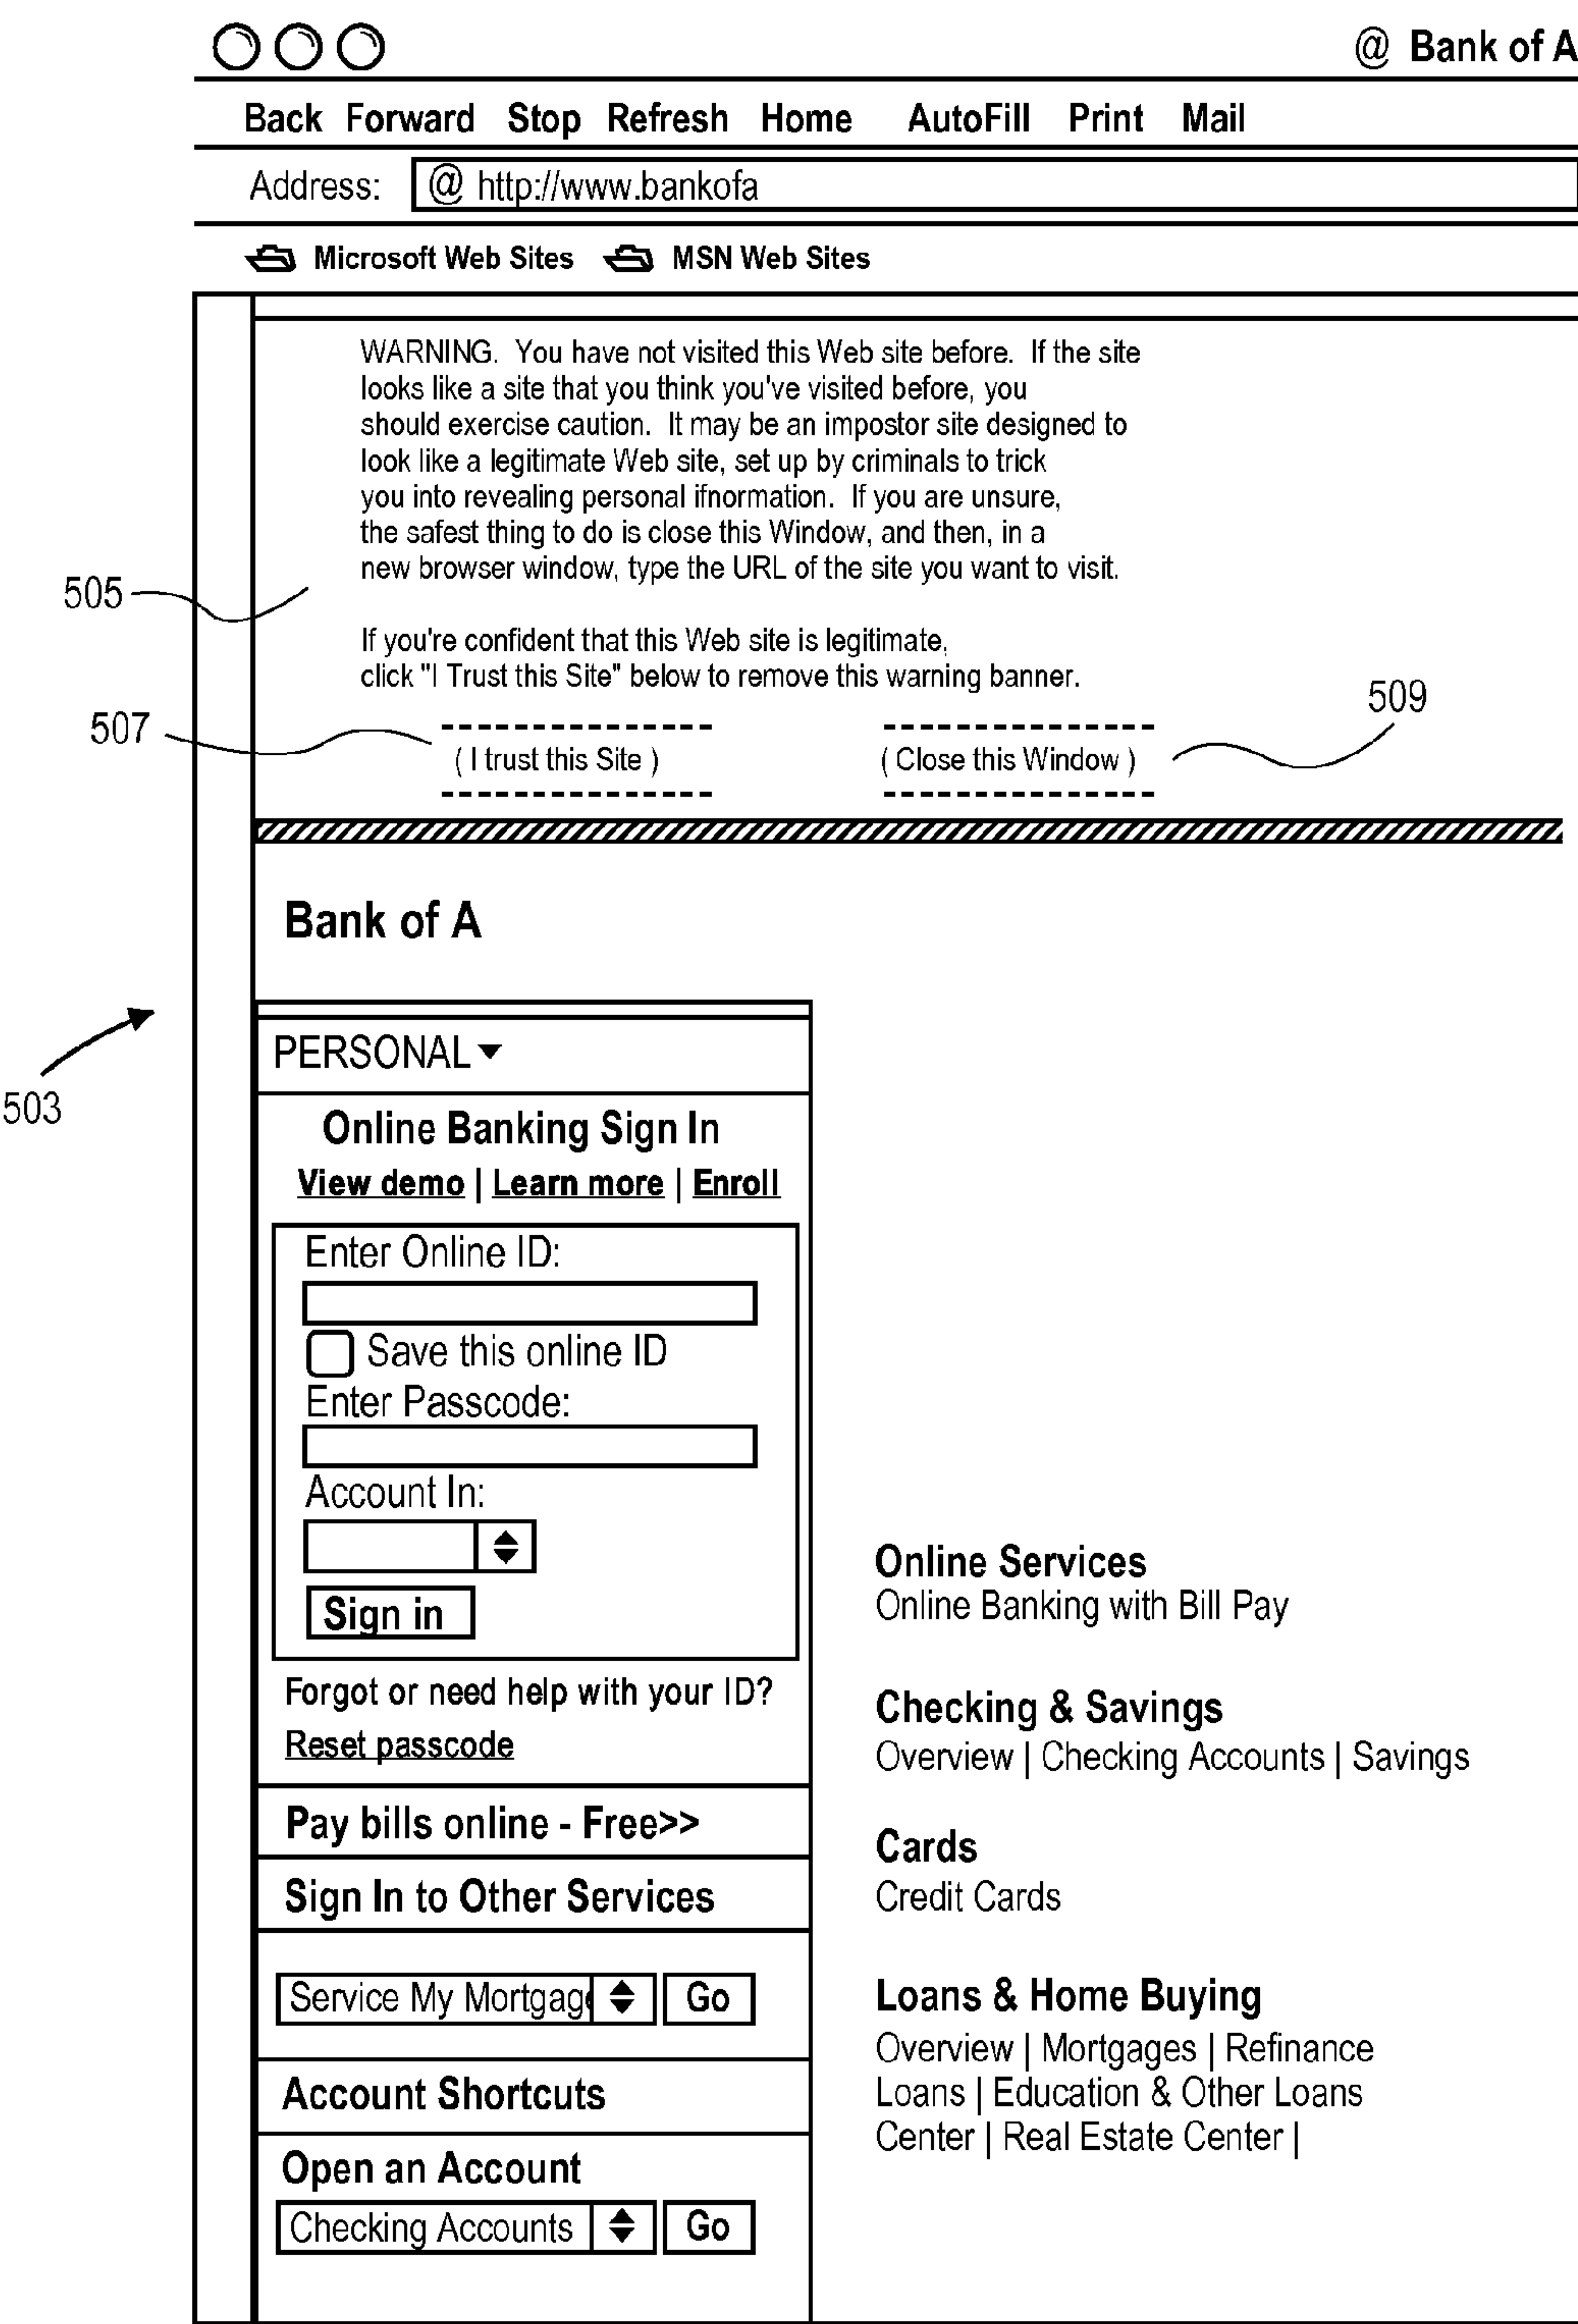 @ Bank of A
Back Forward Stop Refresh Home AutoFill Print Mail
Address: @ http://www.bankofa
Microsoft Web Sites MSN Web Sites
WARNING. You have not visited this Web site before. If the site
looks like a site that you think you've visited before, you
should exercise caution. It may be an impostor site designed to
look like a legitimate Web site, set up by criminals to trick
you into revealing personal ifnormation. If you are unsure,
the safest thing to do is close this Window, and then, in a
new browser window, type the URL of the site you want to visit.
505
If you're confident that this Web site is legitimate,
click "I Trust this Site" below to remove this warning banner.
509
507
( I trust this Site ) ( Close this Window )
Bank of A
503
PERSONAL
Online Banking Sign In
View demo | Learn more | Enroll
Enter Online ID:
Save this online ID
Enter Passcode:
Account In:
Sign in
Forgot or need help with your ID?
Reset passcode
Pay bills online - Free>>
Sign In to Other Services
Service My Mortgag Go
Account Shortcuts
Open an Account
Checking Accounts Go
Online Services
Online Banking with Bill Pay
Checking & Savings
Overview | Checking Accounts | Savings
Cards
Credit Cards
Loans & Home Buying
Overview | Mortgages | Refinance
Loans | Education & Other Loans
Center | Real Estate Center |